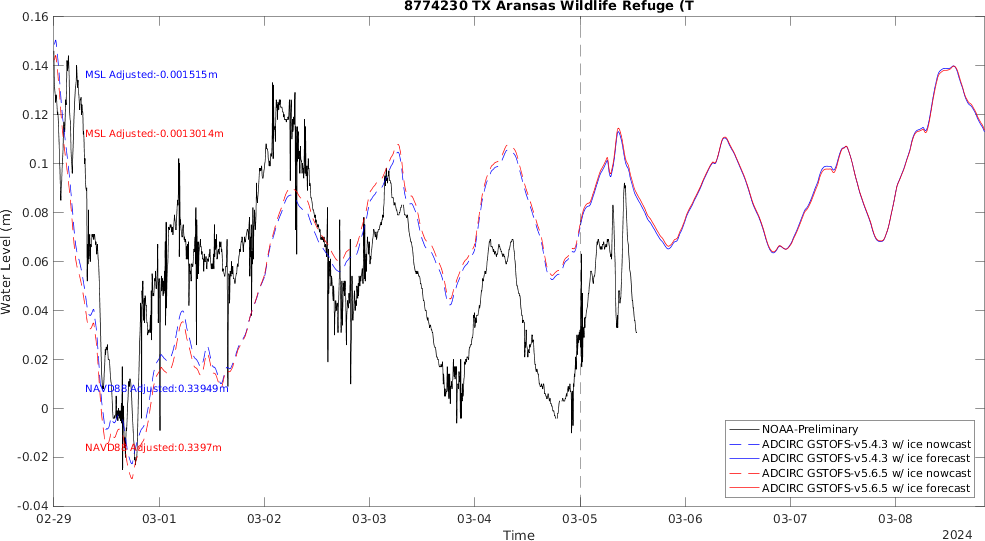 8774230 TX Aransas Wildlife Refuge (T
0.16
0.14
0.12
0.1
0.08
0.06
0.04
0.02
0
-0.02
-0.04
Water Level (m)
MSL Adjusted:-0.001515m
MSL Adjusted:-0.0013014m
NAVD88 Adjusted:0.33949m
NAVD88 Adjusted:0.3397m
NOAA-Preliminary
ADCIRC GSTOFS-v5.4.3 w/ ice nowcast
ADCIRC GSTOFS-v5.4.3 w/ ice forecast
ADCIRC GSTOFS-v5.6.5 w/ ice nowcast
ADCIRC GSTOFS-v5.6.5 w/ ice forecast
02-29 03-01 03-02 03-03 03-04 03-05 03-06 03-07 03-08
Time
2024